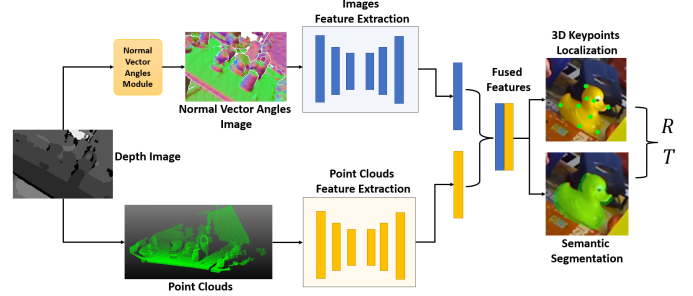 Images
Feature Extraction
Normal
Vector
Angles
Module
Normal Vector Angles
Image
Depth Image
Point Clouds
Point Clouds
Feature Extraction
Fused
Features
3D Keypoints
Localization
Semantic
Segmentation
R
T